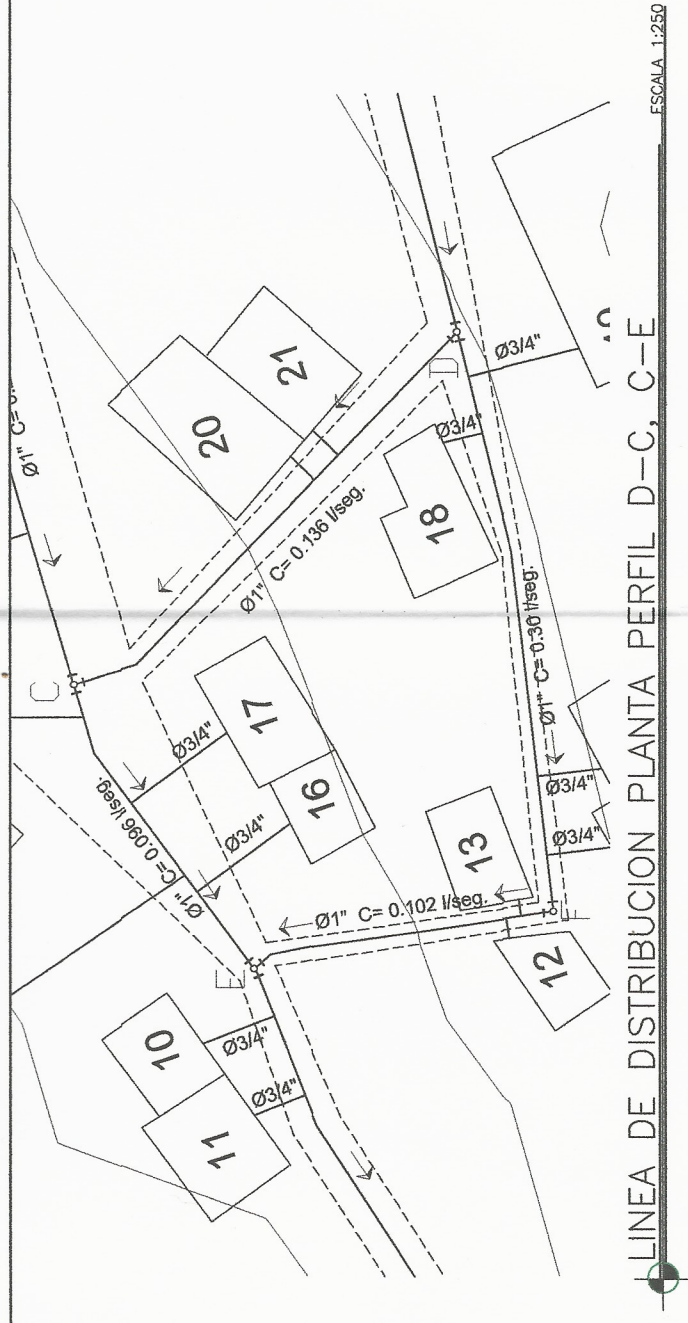 Ø1" C= 0.
C
20
21
D
Ø3/4"
Ø3/4"
18
Ø1" C= 0.136 l/seg.
17
Ø3/4"
16
Ø3/4"
Ø1" C= 0.096 l/seg.
Ø1" C= 0.30 l/seg.
Ø3/4"
Ø3/4"
13
Ø1" C= 0.102 l/seg.
F
12
E
10
Ø3/4"
11
Ø3/4"
LINEA DE DISTRIBUCION PLANTA PERFIL D-C, C-E
ESCALA 1:250